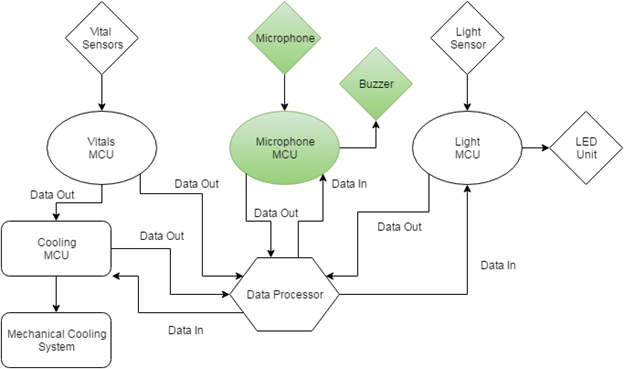 Vital
Sensors
Microphone
Light
Sensor
Buzzer
Vitals
MCU
Microphone
MCU
Light
MCU
LED
Unit
Data Out
Data Out
Data In
Data Out
Data Out
Cooling
MCU
Data Out
Data In
Data Processor
Mechanical Cooling
System
Data In